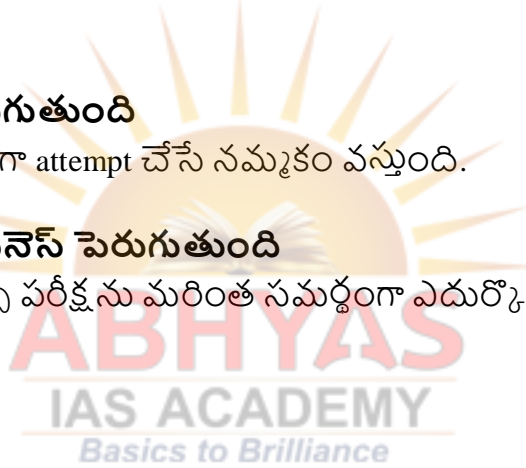 గుతుంది
గా attempt చేసే నమ్మకం వస్తుంది.
నెస్ పెరుగుతుంది
పరీక్షను మరింత సమర్థంగా ఎదుర్కొ
ABHYAS
IAS ACADEMY
Basics to Brilliance